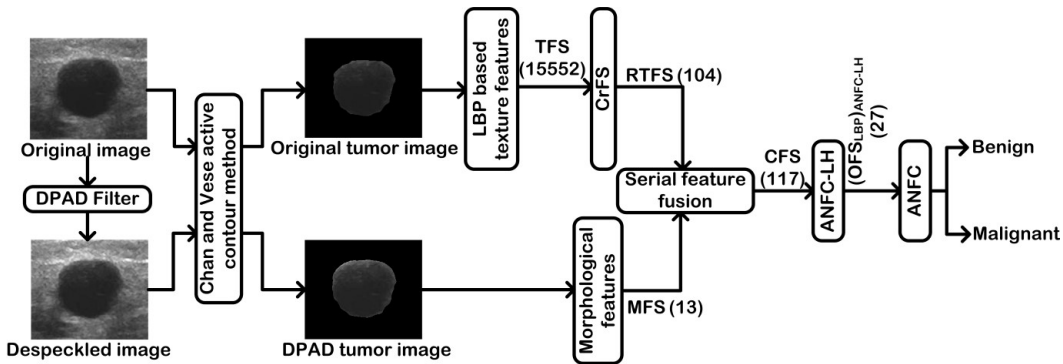 Original image
DPAD Filter
Despeckled image
Chan and Vese active
contour method
Original tumor image
DPAD tumor image
LBP based
texture features
TFS
(15552)
CrFS
RTFS (104)
Morphological
features
MFS (13)
Serial feature
fusion
CFS
(117)
ANFC-LH
(OFSLBP)ANFC-LH
(27)
ANFC
Benign
Malignant